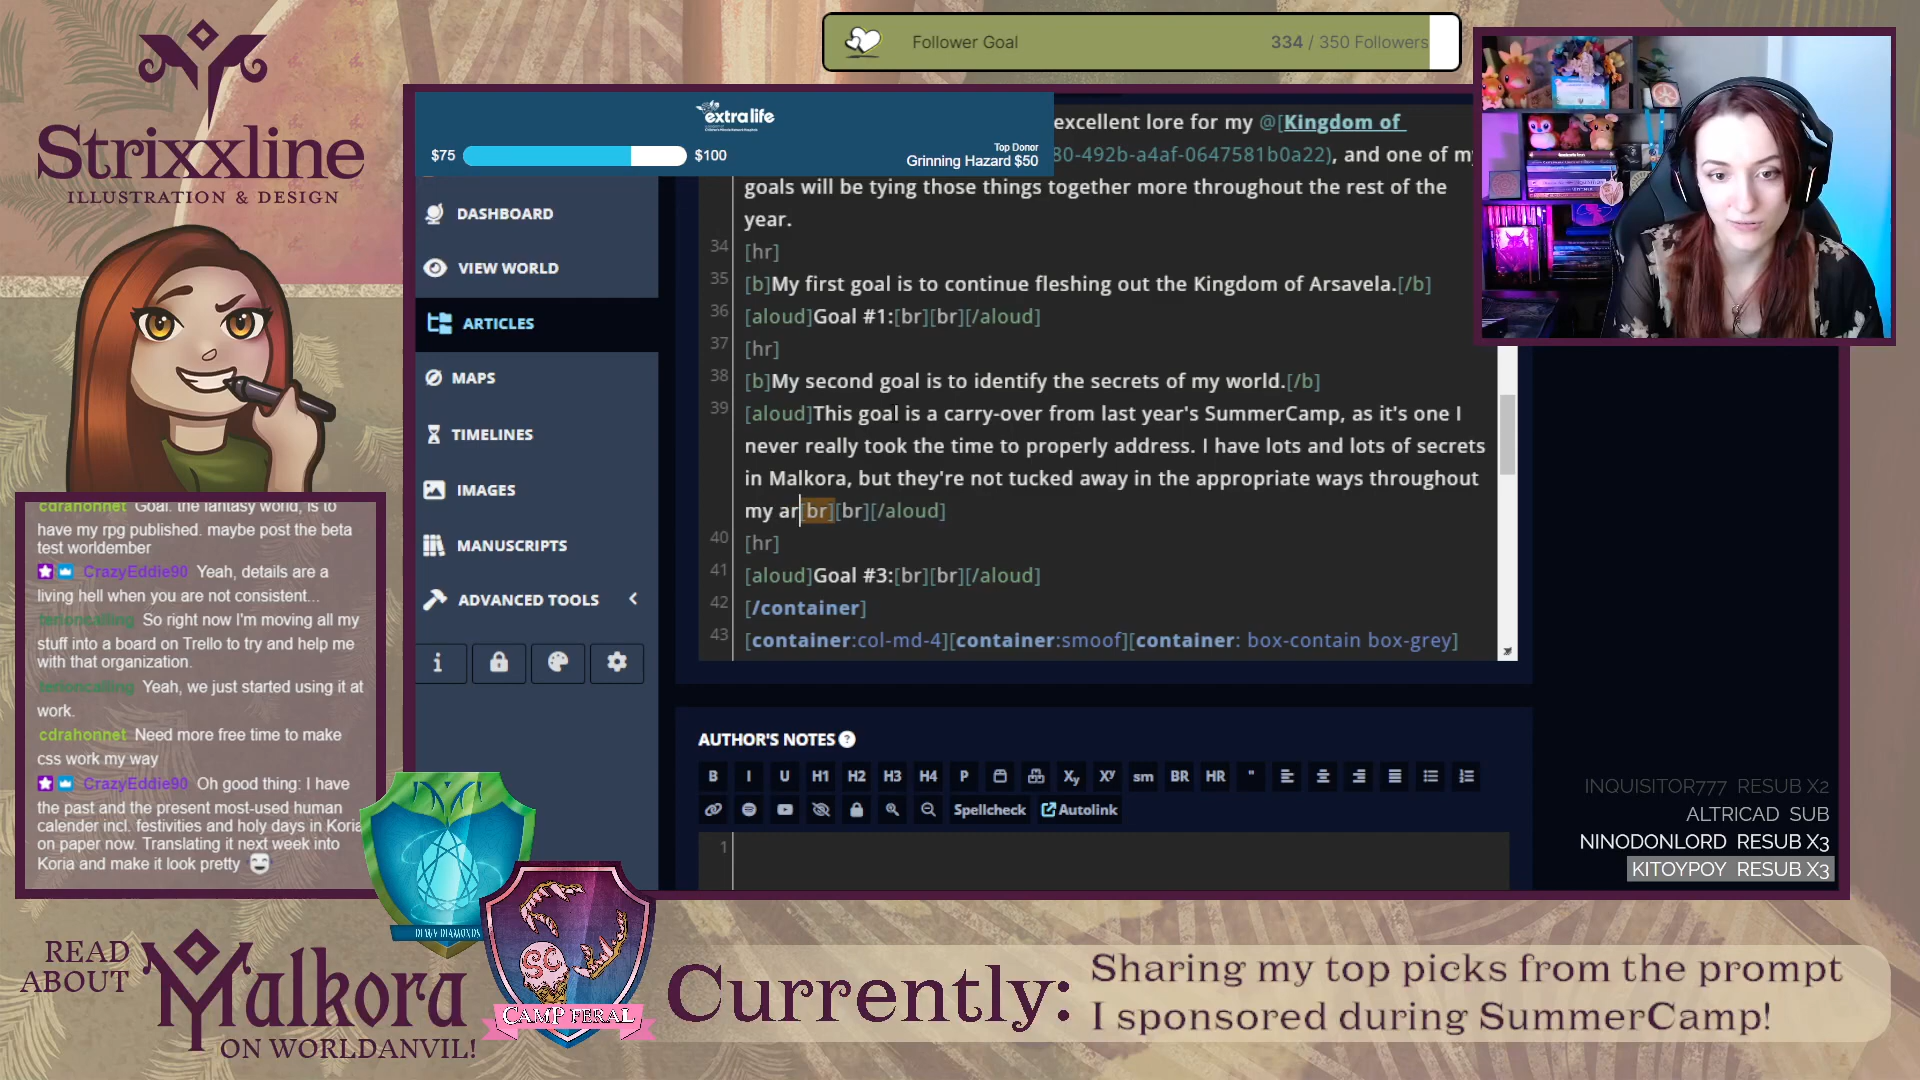 Follower Goal
334 / 350 Followers
Strixxline
ILLUSTRATION & DESIGN
extralife
$75
$100
Top Donor
Grinning Hazard $50
DASHBOARD
VIEW WORLD
ARTICLES
MAPS
TIMELINES
IMAGES
MANUSCRIPTS
ADVANCED TOOLS
excellent lore for my @[Kingdom of
80-492b-a4af-0647581b0a22), and one of my
goals will be tying those things together more throughout the rest of the
year.
34 [hr]
35 [b]My first goal is to continue fleshing out the Kingdom of Arsavela.[/b]
36 [aloud]Goal #1:[br][br][/aloud]
37 [hr]
38 [b]My second goal is to identify the secrets of my world.[/b]
39 [aloud]This goal is a carry-over from last year's SummerCamp, as it's one I
never really took the time to properly address. I have lots and lots of secrets
in Malkora, but they're not tucked away in the appropriate ways throughout
my ar[br][br][/aloud]
40 [hr]
41 [aloud]Goal #3:[br][br][/aloud]
42 [/container]
43 [container:col-md-4][container:smoof][container: box-contain box-grey]
AUTHOR'S NOTES ?
B I U H1 H2 H3 H4 P Xy Xy sm BR HR "
Spellcheck Autolink
1
cdrahonnet Goal. the fantasy world, is to
have my rpg published. maybe post the beta
test worldember
CrazyEddie90 Yeah, details are a
living hell when you are not consistent...
So right now I'm moving all my
stuff into a board on Trello to try and help me
with that organization.
Yeah, we just started using it at
work.
cdrahonnet Need more free time to make
css work my way
CrazyEddie90 Oh good thing: I have
the past and the present most-used human
calender incl. festivities and holy days in Koria
on paper now. Translating it next week into
Koria and make it look pretty
INQUISITOR777 RESUB X2
ALTRICAD SUB
NINODONLORD RESUB X3
KITOYPOY RESUB X3
DEWY DIAMONDS
SC
CAMP FERAL
READ
ABOUT
Malkora
ON WORLDANVIL!
Currently:
Sharing my top picks from the prompt
I sponsored during SummerCamp!